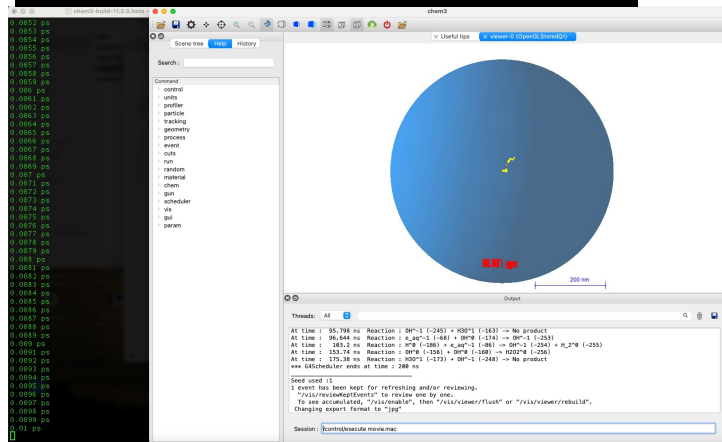 chem3-build-11.2.0.beta
0.0052 ps
0.0053 ps
0.0054 ps
0.0055 ps
0.0056 ps
0.0057 ps
0.0058 ps
0.0059 ps
0.006 ps
0.0061 ps
0.0062 ps
0.0063 ps
0.0064 ps
0.0065 ps
0.0066 ps
0.0067 ps
0.0068 ps
0.0069 ps
0.007 ps
0.0071 ps
0.0072 ps
0.0073 ps
0.0074 ps
0.0075 ps
0.0076 ps
0.0077 ps
0.0078 ps
0.0079 ps
0.008 ps
0.0081 ps
0.0082 ps
0.0083 ps
0.0084 ps
0.0085 ps
0.0086 ps
0.0087 ps
0.0088 ps
0.0089 ps
0.009 ps
0.0091 ps
0.0092 ps
0.0093 ps
0.0094 ps
0.0095 ps
0.0096 ps
0.0097 ps
0.0098 ps
0.0099 ps
0.01 ps
chem3
Scene tree Help History
Search :
Command
control
units
profiler
particle
tracking
geometry
process
event
cuts
run
random
material
chem
gun
scheduler
vis
gui
param
Useful tips viewer-0 (OpenGLStoredQt)
200 nm
Output
Threads: All
At time : 95.798 ns Reaction : OH^-1 (-245) + H3O^1 (-163) -> No product
At time : 96.644 ns Reaction : e_aq^-1 (-68) + OH^0 (-174) -> OH^-1 (-253)
At time : 103.2 ns Reaction : H^0 (-186) + e_aq^-1 (-86) -> OH^-1 (-254) + H_2^0 (-255)
At time : 153.74 ns Reaction : OH^0 (-156) + OH^0 (-160) -> H2O2^0 (-256)
At time : 175.38 ns Reaction : H3O^1 (-173) + OH^-1 (-248) -> No product
*** G4Scheduler ends at time : 200 ns
Seed used :1
1 event has been kept for refreshing and/or reviewing.
"/vis/reviewKeptEvents" to review one by one.
To see accumulated, "/vis/enable", then "/vis/viewer/flush" or "/vis/viewer/rebuild".
Changing export format to "jpg"
Session : /control/execute movie.mac